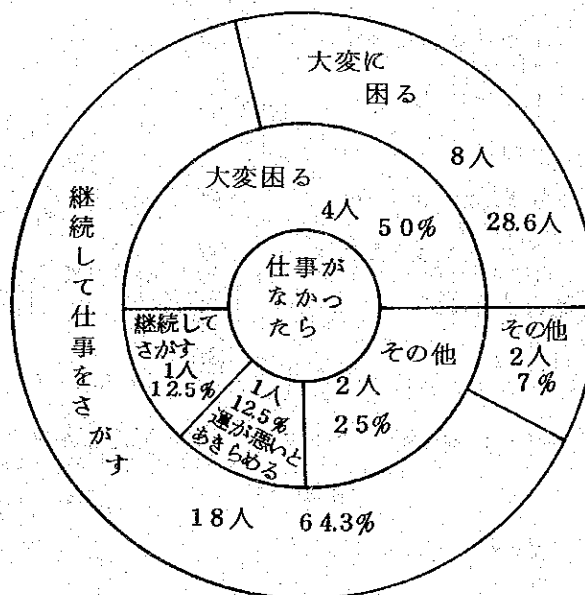 大変に
困る
8人
28.6人
大変困る
4人
50%
仕事が
なかっ
たら
継続して仕事をさがす
継続して
さがす
1人
12.5%
1人
12.5%
運が悪いと
あきらめる
その他
2人
25%
その他
2人
7%
18人 64.3%